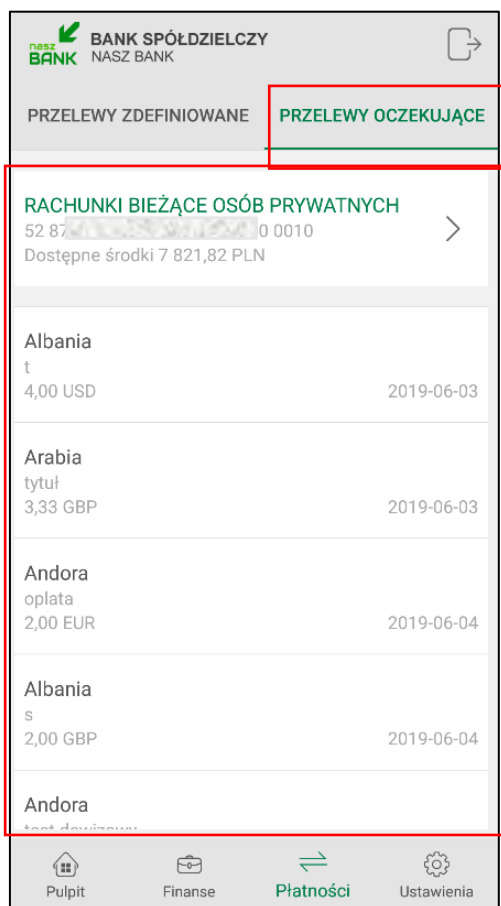 nasz
BANK
BANK SPÓŁDZIELCZY
NASZ BANK
PRZELEWY ZDEFINIOWANE
PRZELEWY OCZEKUJĄCE
RACHUNKI BIEŻĄCE OSÓB PRYWATNYCH
52 87 0 0010
Dostępne środki 7 821,82 PLN
Albania
t
4,00 USD 2019-06-03
Arabia
tytuł
3,33 GBP 2019-06-03
Andora
oplata
2,00 EUR 2019-06-04
Albania
s
2,00 GBP 2019-06-04
Andora
Pulpit Finanse Płatności Ustawienia